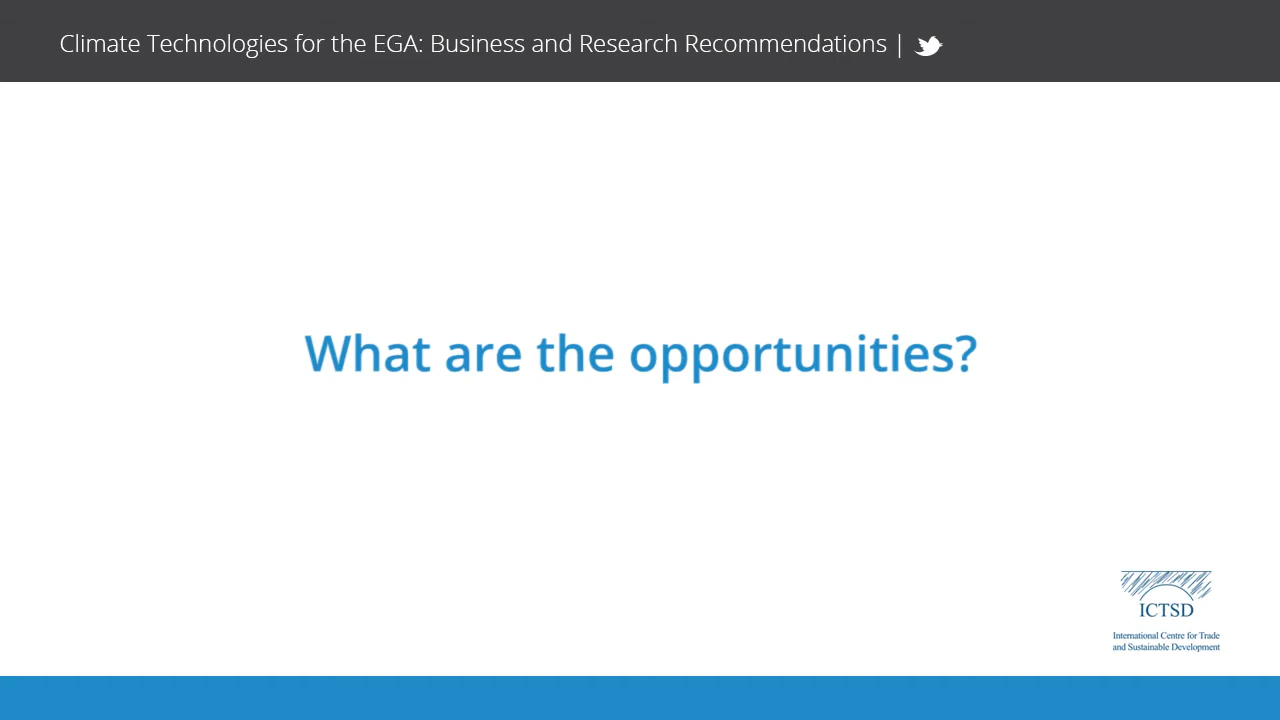 Climate Technologies for the EGA: Business and Research Recommendations |
What are the opportunities?
ICTSD
International Centre for Trade
and Sustainable Development